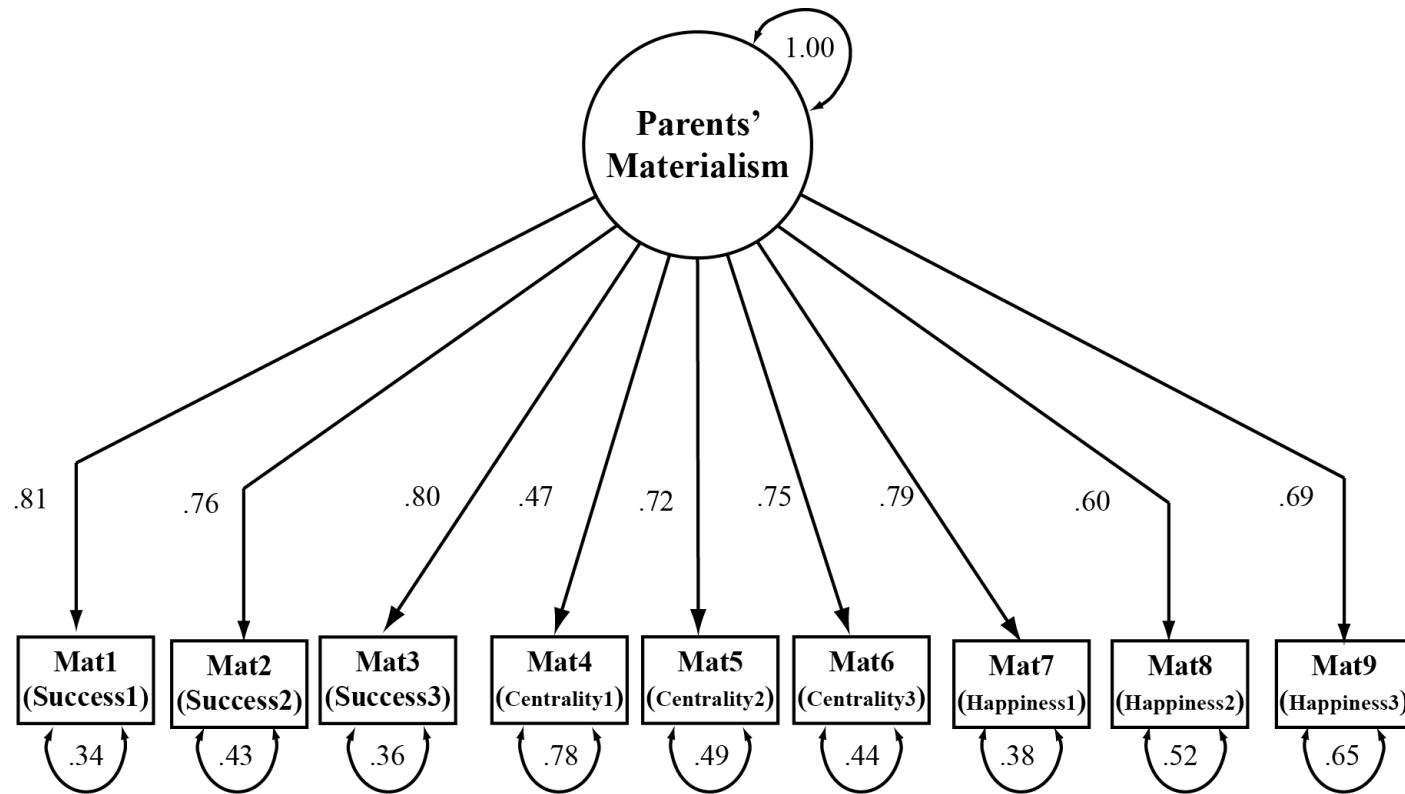 1.00
Parents’
Materialism
.81
.76
.80
.47
.72
.75
.79
.60
.69
Mat1
(Success1)
Mat2
(Success2)
Mat3
(Success3)
Mat4
(Centrality1)
Mat5
(Centrality2)
Mat6
(Centrality3)
Mat7
(Happiness1)
Mat8
(Happiness2)
Mat9
(Happiness3)
.34
.43
.36
.78
.49
.44
.38
.52
.65